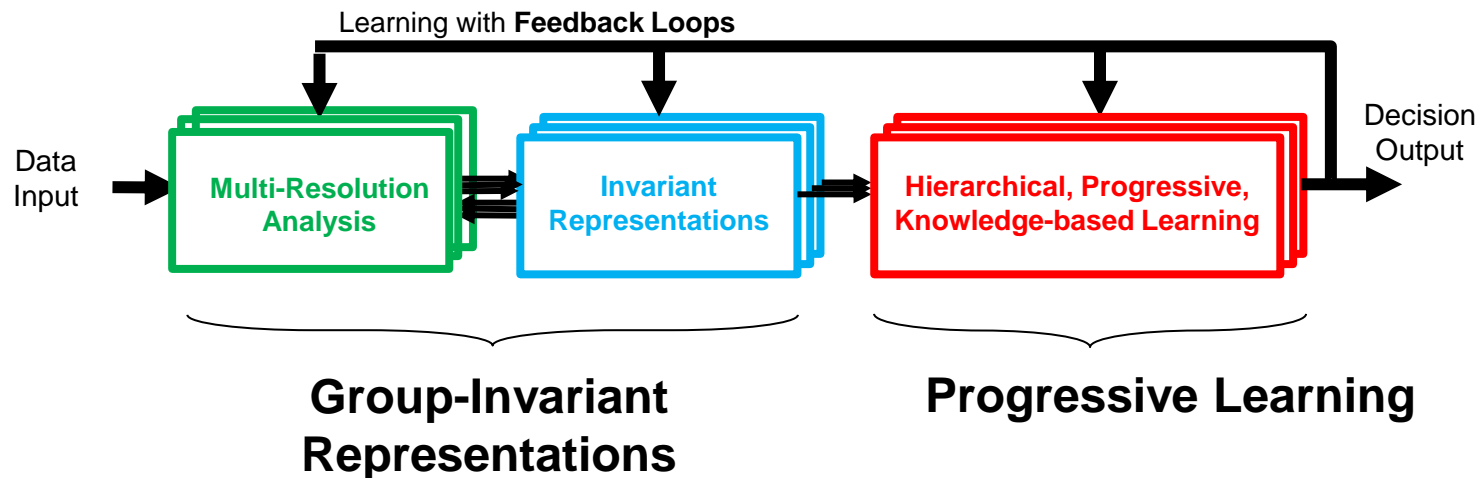 Learning with Feedback Loops
Data
Input
Multi-Resolution
Analysis
Invariant
Representations
Hierarchical, Progressive,
Knowledge-based Learning
Decision
Output
Group-Invariant
Representations
Progressive Learning